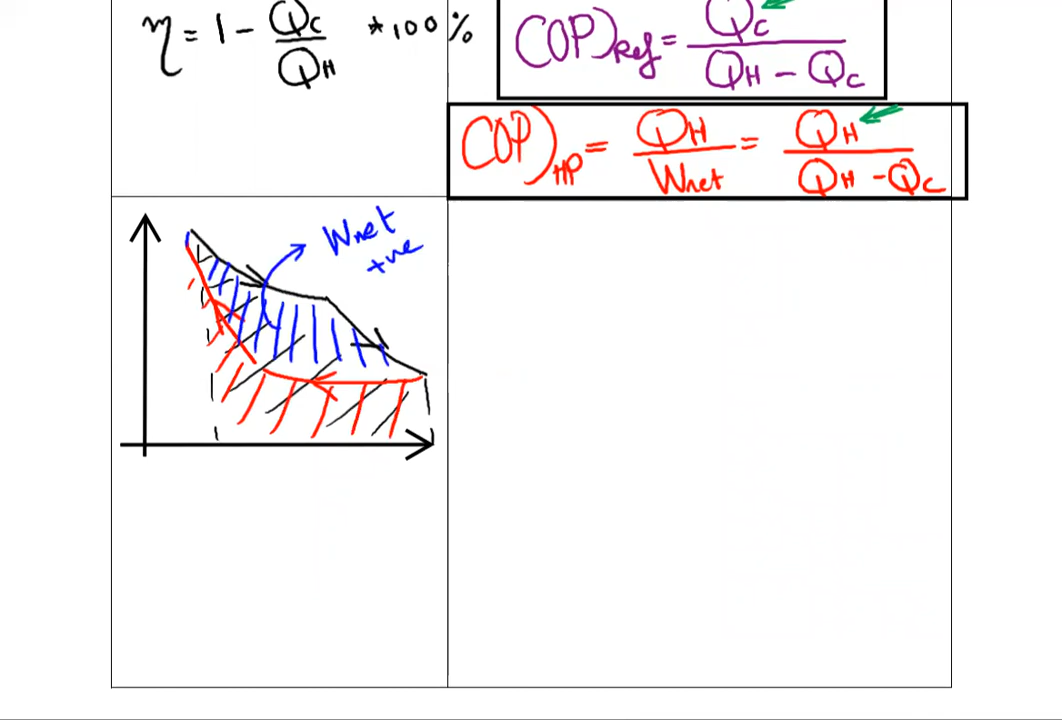 η = 1 - Qc/QH *100%
COP)Ref = Qc/(QH - Qc)
COP)HP = QH/Wnet = QH/(QH - Qc)
Wnet
+ve